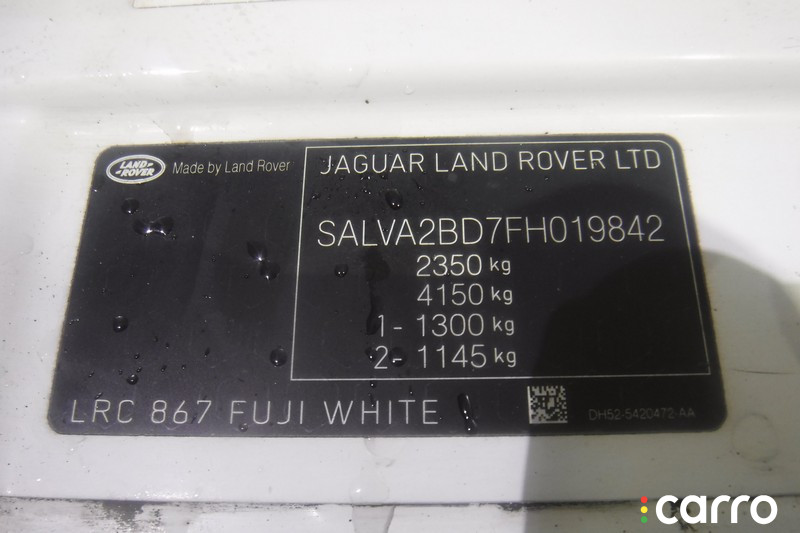 LAND-
-ROVER
Made by Land Rover
JAGUAR LAND ROVER LTD
SALVA2BD7FH019842
2350 kg
4150 kg
1- 1300 kg
2- 1145 kg
LRC 867 FUJI WHITE
DH52-5420472-AA
carro